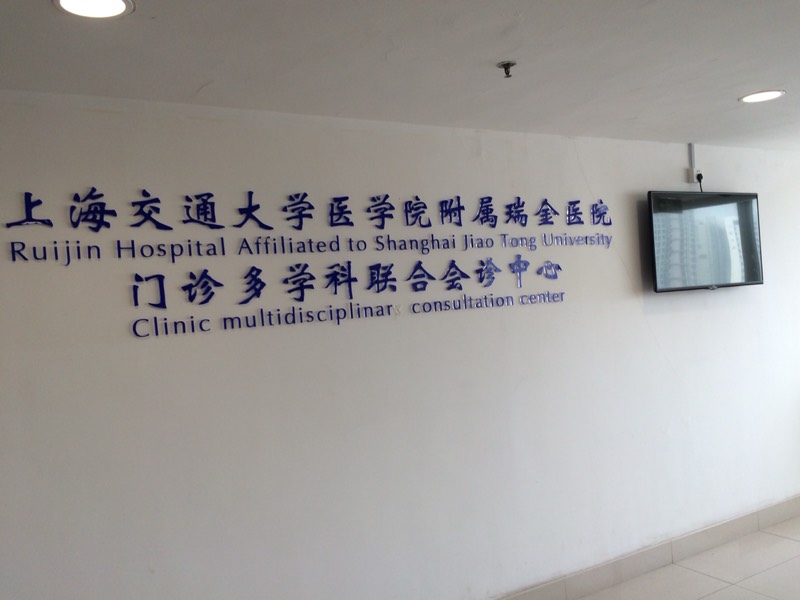 上海交通大学医学院附属瑞金医院
Ruijin Hospital Affiliated to Shanghai Jiao Tong University
门诊多学科联合会诊中心
Clinic multidisciplinar consultation center